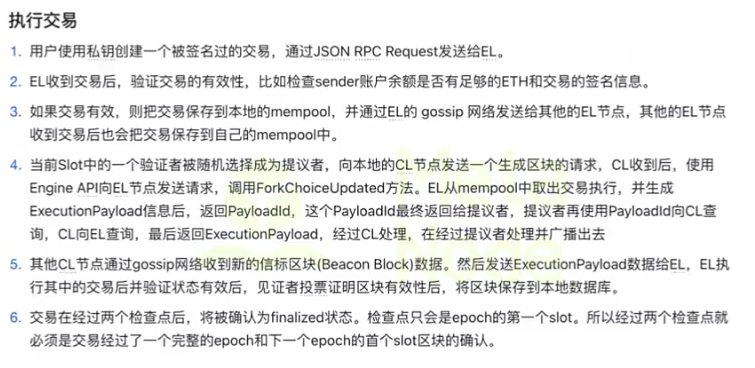 执行交易
1. 用户使用私钥创建一个被签名过的交易，通过JSON RPC Request发送给EL。
2. EL收到交易后，验证交易的有效性，比如检查sender账户余额是否有足够的ETH和交易的签名信息。
3. 如果交易有效，则把交易保存到本地的mempool，并通过EL的 gossip 网络发送给其他的EL节点，其他的EL节点
收到交易后也会把交易保存到自己的mempool中。
4. 当前Slot中的一个验证者被随机选择成为提议者，向本地的CL节点发送一个生成区块的请求，CL收到后，使用
Engine API向EL节点发送请求，调用ForkChoiceUpdated方法。EL从mempool中取出交易执行，并生成
ExecutionPayload信息后，返回PayloadId，这个PayloadId最终返回给提议者，提议者再使用PayloadId向CL查
询，CL向EL查询，最后返回ExecutionPayload，经过CL处理，在经过提议者处理并广播出去
5. 其他CL节点通过gossip网络收到新的信标区块(Beacon Block)数据。然后发送ExecutionPayload数据给EL，EL执
行其中的交易后并验证状态有效后，见证者投票证明区块有效性后，将区块保存到本地数据库。
6. 交易在经过两个检查点后，将被确认为finalized状态。检查点只会是epoch的第一个slot。所以经过两个检查点就
必须是交易经过了一个完整的epoch和下一个epoch的首个slot区块的确认。